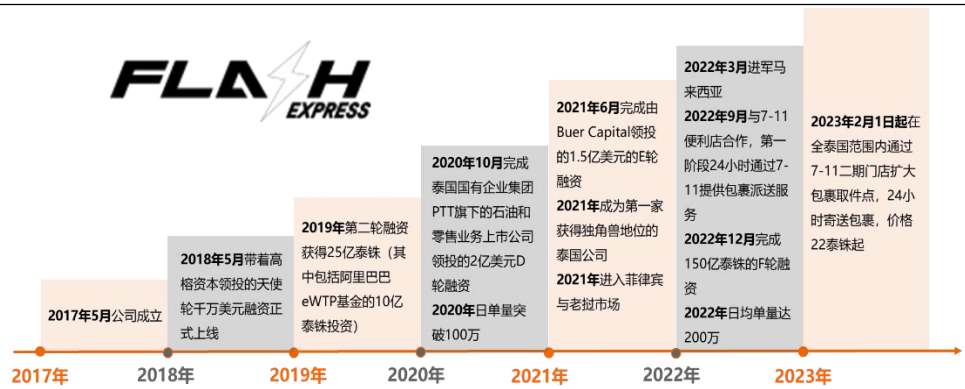 FLASH
EXPRESS
2017年5月公司成立
2018年5月带着高
榕资本领投的天使
轮千万美元融资正
式上线
2019年第二轮融资
获得25亿泰铢（其
中包括阿里巴巴
eWTP基金的10亿
泰铢投资）
2020年10月完成
泰国国有企业集团
PTT旗下的石油和
零售业务上市公司
领投的2亿美元D
轮融资
2020年日单量突
破100万
2021年6月完成由
Buer Capital领投
的1.5亿美元的E轮
融资
2021年成为第一家
获得独角兽地位的
泰国公司
2021年进入菲律宾
与老挝市场
2022年3月进军马
来西亚
2022年9月与7-11
便利店合作，第一
阶段24小时通过7-
11提供包裹派送服
务
2022年12月完成
150亿泰铢的F轮融
资
2022年日均单量达
200万
2023年2月1日起在
全泰国范围内通过
7-11二期门店扩大
包裹取件点，24小
时寄送包裹，价格
22泰铢起
2017年
2018年
2019年
2020年
2021年
2022年
2023年